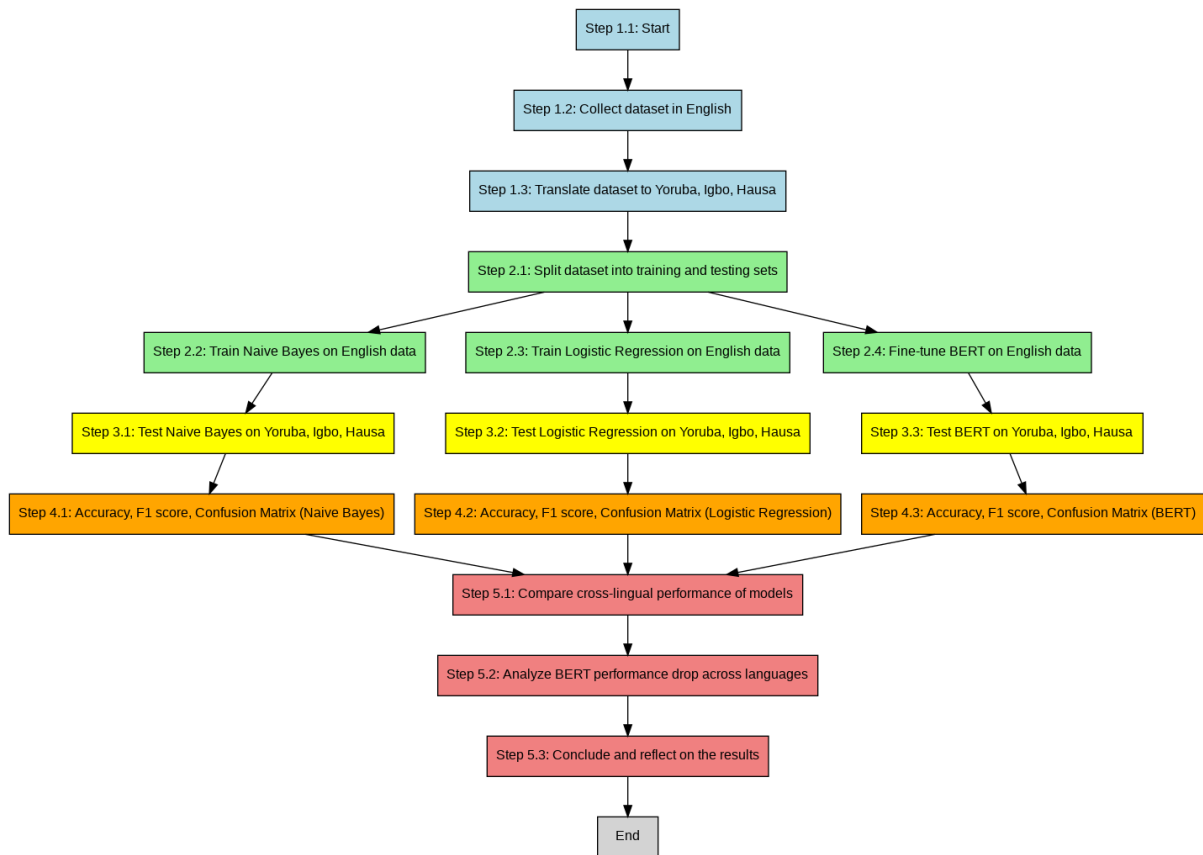 Step 1.1: Start
Step 1.2: Collect dataset in English
Step 1.3: Translate dataset to Yoruba, Igbo, Hausa
Step 2.1: Split dataset into training and testing sets
Step 2.2: Train Naive Bayes on English data
Step 2.3: Train Logistic Regression on English data
Step 2.4: Fine-tune BERT on English data
Step 3.1: Test Naive Bayes on Yoruba, Igbo, Hausa
Step 3.2: Test Logistic Regression on Yoruba, Igbo, Hausa
Step 3.3: Test BERT on Yoruba, Igbo, Hausa
Step 4.1: Accuracy, F1 score, Confusion Matrix (Naive Bayes)
Step 4.2: Accuracy, F1 score, Confusion Matrix (Logistic Regression)
Step 4.3: Accuracy, F1 score, Confusion Matrix (BERT)
Step 5.1: Compare cross-lingual performance of models
Step 5.2: Analyze BERT performance drop across languages
Step 5.3: Conclude and reflect on the results
End